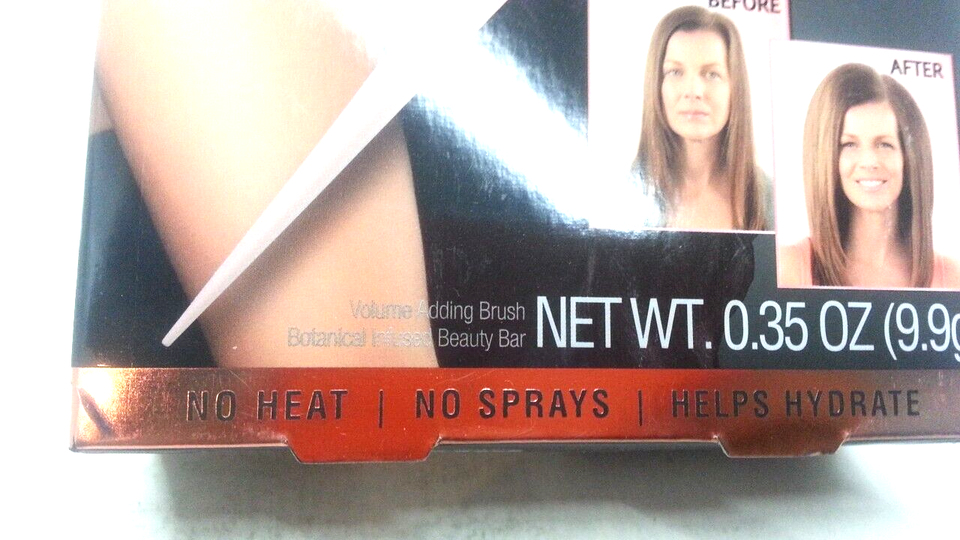 BEFORE
AFTER
Volume Adding Brush
Botanical Infused Beauty Bar
NET WT. 0.35 OZ (9.9g
NO HEAT | NO SPRAYS | HELPS HYDRATE